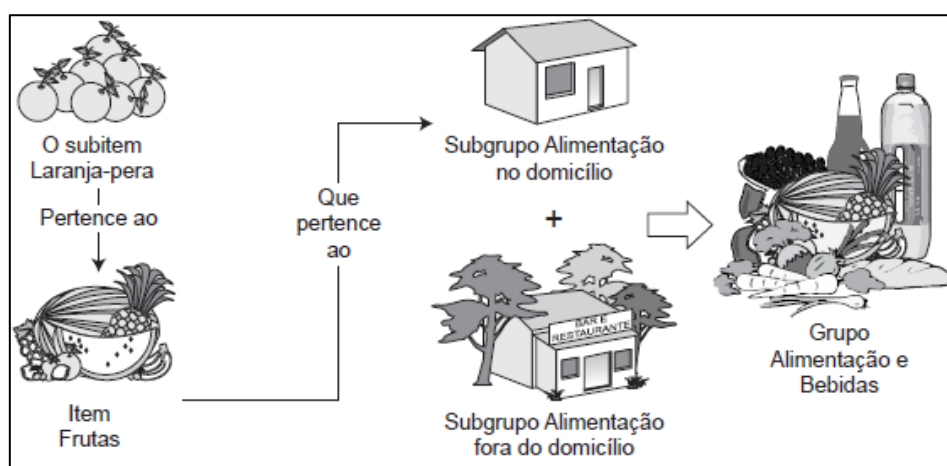 O subitem
Laranja-pera
Pertence ao
Item
Frutas
Que
pertence
ao
Subgrupo Alimentação
no domicílio
+
BAR E
RESTAURANTE
Subgrupo Alimentação
fora do domicílio
Grupo
Alimentação e
Bebidas